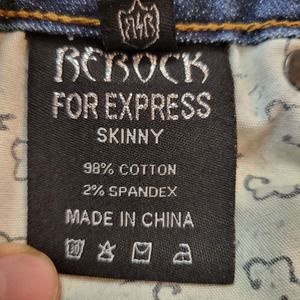 REROCK
FOR EXPRESS
SKINNY
98% COTTON
2% SPANDEX
MADE IN CHINA